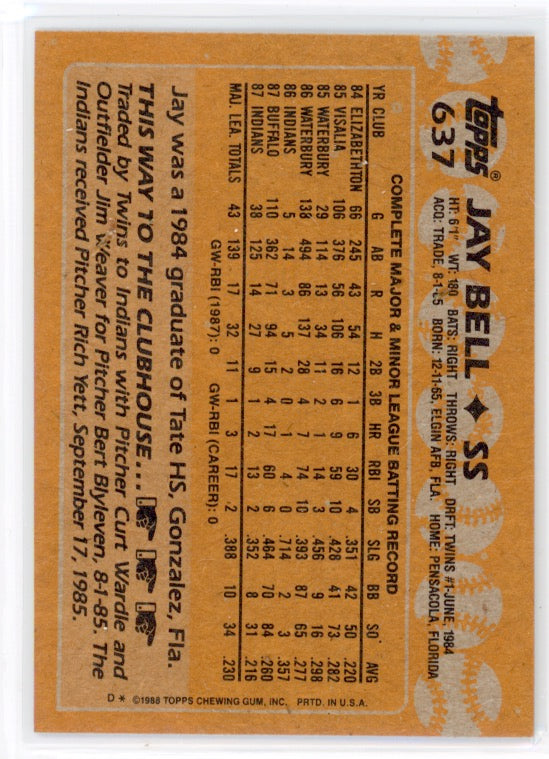 topps®
637
JAY BELL ◆ SS
HT: 6'1" WT: 180 BATS: RIGHT THROWS: RIGHT DRFT: TWINS #1-JUNE, 1984
ACQ: TRADE, 8-1-85 BORN: 12-11-65, ELGIN AFB, FLA. HOME: PENSACOLA, FLORIDA
COMPLETE MAJOR & MINOR LEAGUE BATTING RECORD
YR CLUB G AB R H 2B 3B HR RBI SB SLG BB SO AVG
84 ELIZABETHTON 66 245 43 54 12 1 6 30 4 .351 42 50 .220
85 VISALIA 106 376 56 106 16 6 9 59 10 .428 41 73 .282
85 WATERBURY 29 114 13 34 11 2 1 14 3 .456 9 16 .298
86 WATERBURY 138 494 86 137 28 4 7 74 10 .393 87 65 .277
86 INDIANS 5 14 3 5 2 0 1 4 0 .714 2 3 .357
87 BUFFALO 110 362 71 94 15 4 17 60 6 .464 70 84 .260
87 INDIANS 38 125 14 27 9 1 2 13 2 .352 8 31 .216
MAJ. LEA. TOTALS 43 139 17 32 11 1 3 17 2 .388 10 34 .230
GW-RBI (1987): 0 GW-RBI (CAREER): 0
Jay was a 1984 graduate of Tate HS, Gonzalez, Fla.
THIS WAY TO THE CLUBHOUSE...
Traded by Twins to Indians with Pitcher Curt Wardle and
Outfielder Jim Weaver for Pitcher Bert Blyleven, 8-1-85. The
Indians received Pitcher Rich Yett, September 17, 1985.
D* ©1988 TOPPS CHEWING GUM, INC. PRTD. IN U.S.A.